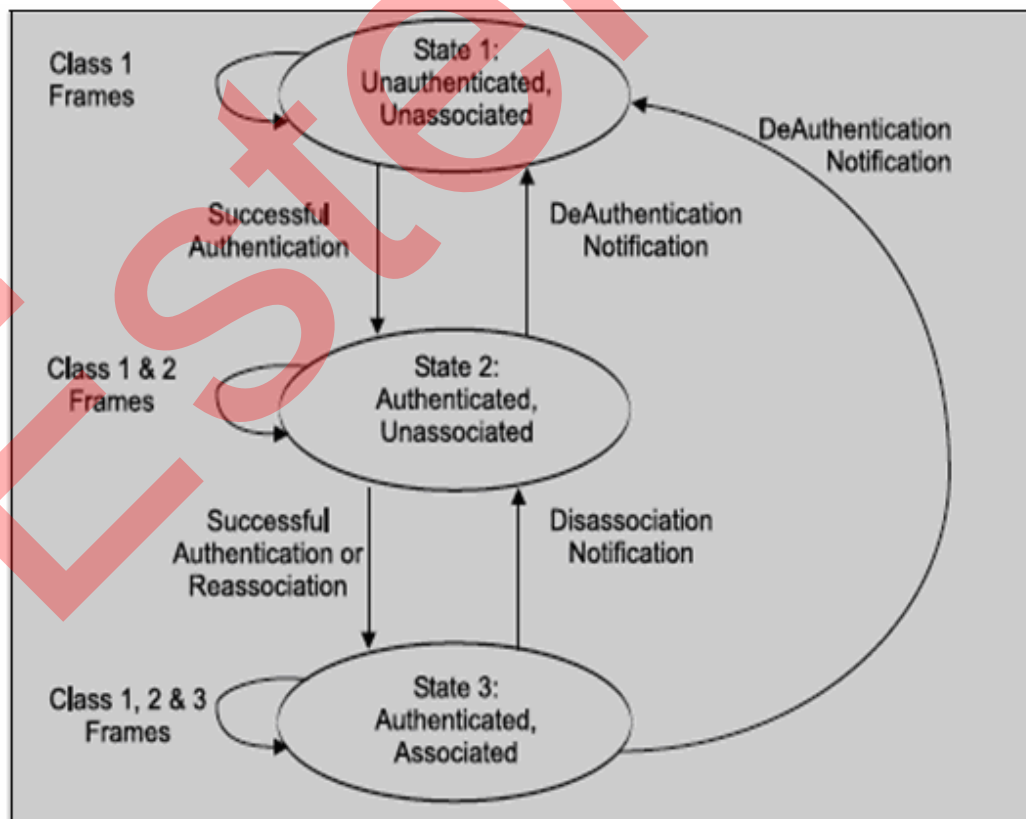 Class 1
Frames
State 1:
Unauthenticated,
Unassociated
DeAuthentication
Notification
Successful
Authentication
DeAuthentication
Notification
Class 1 & 2
Frames
State 2:
Authenticated,
Unassociated
Successful
Authentication or
Reassociation
Disassociation
Notification
Class 1, 2 & 3
Frames
State 3:
Authenticated,
Associated